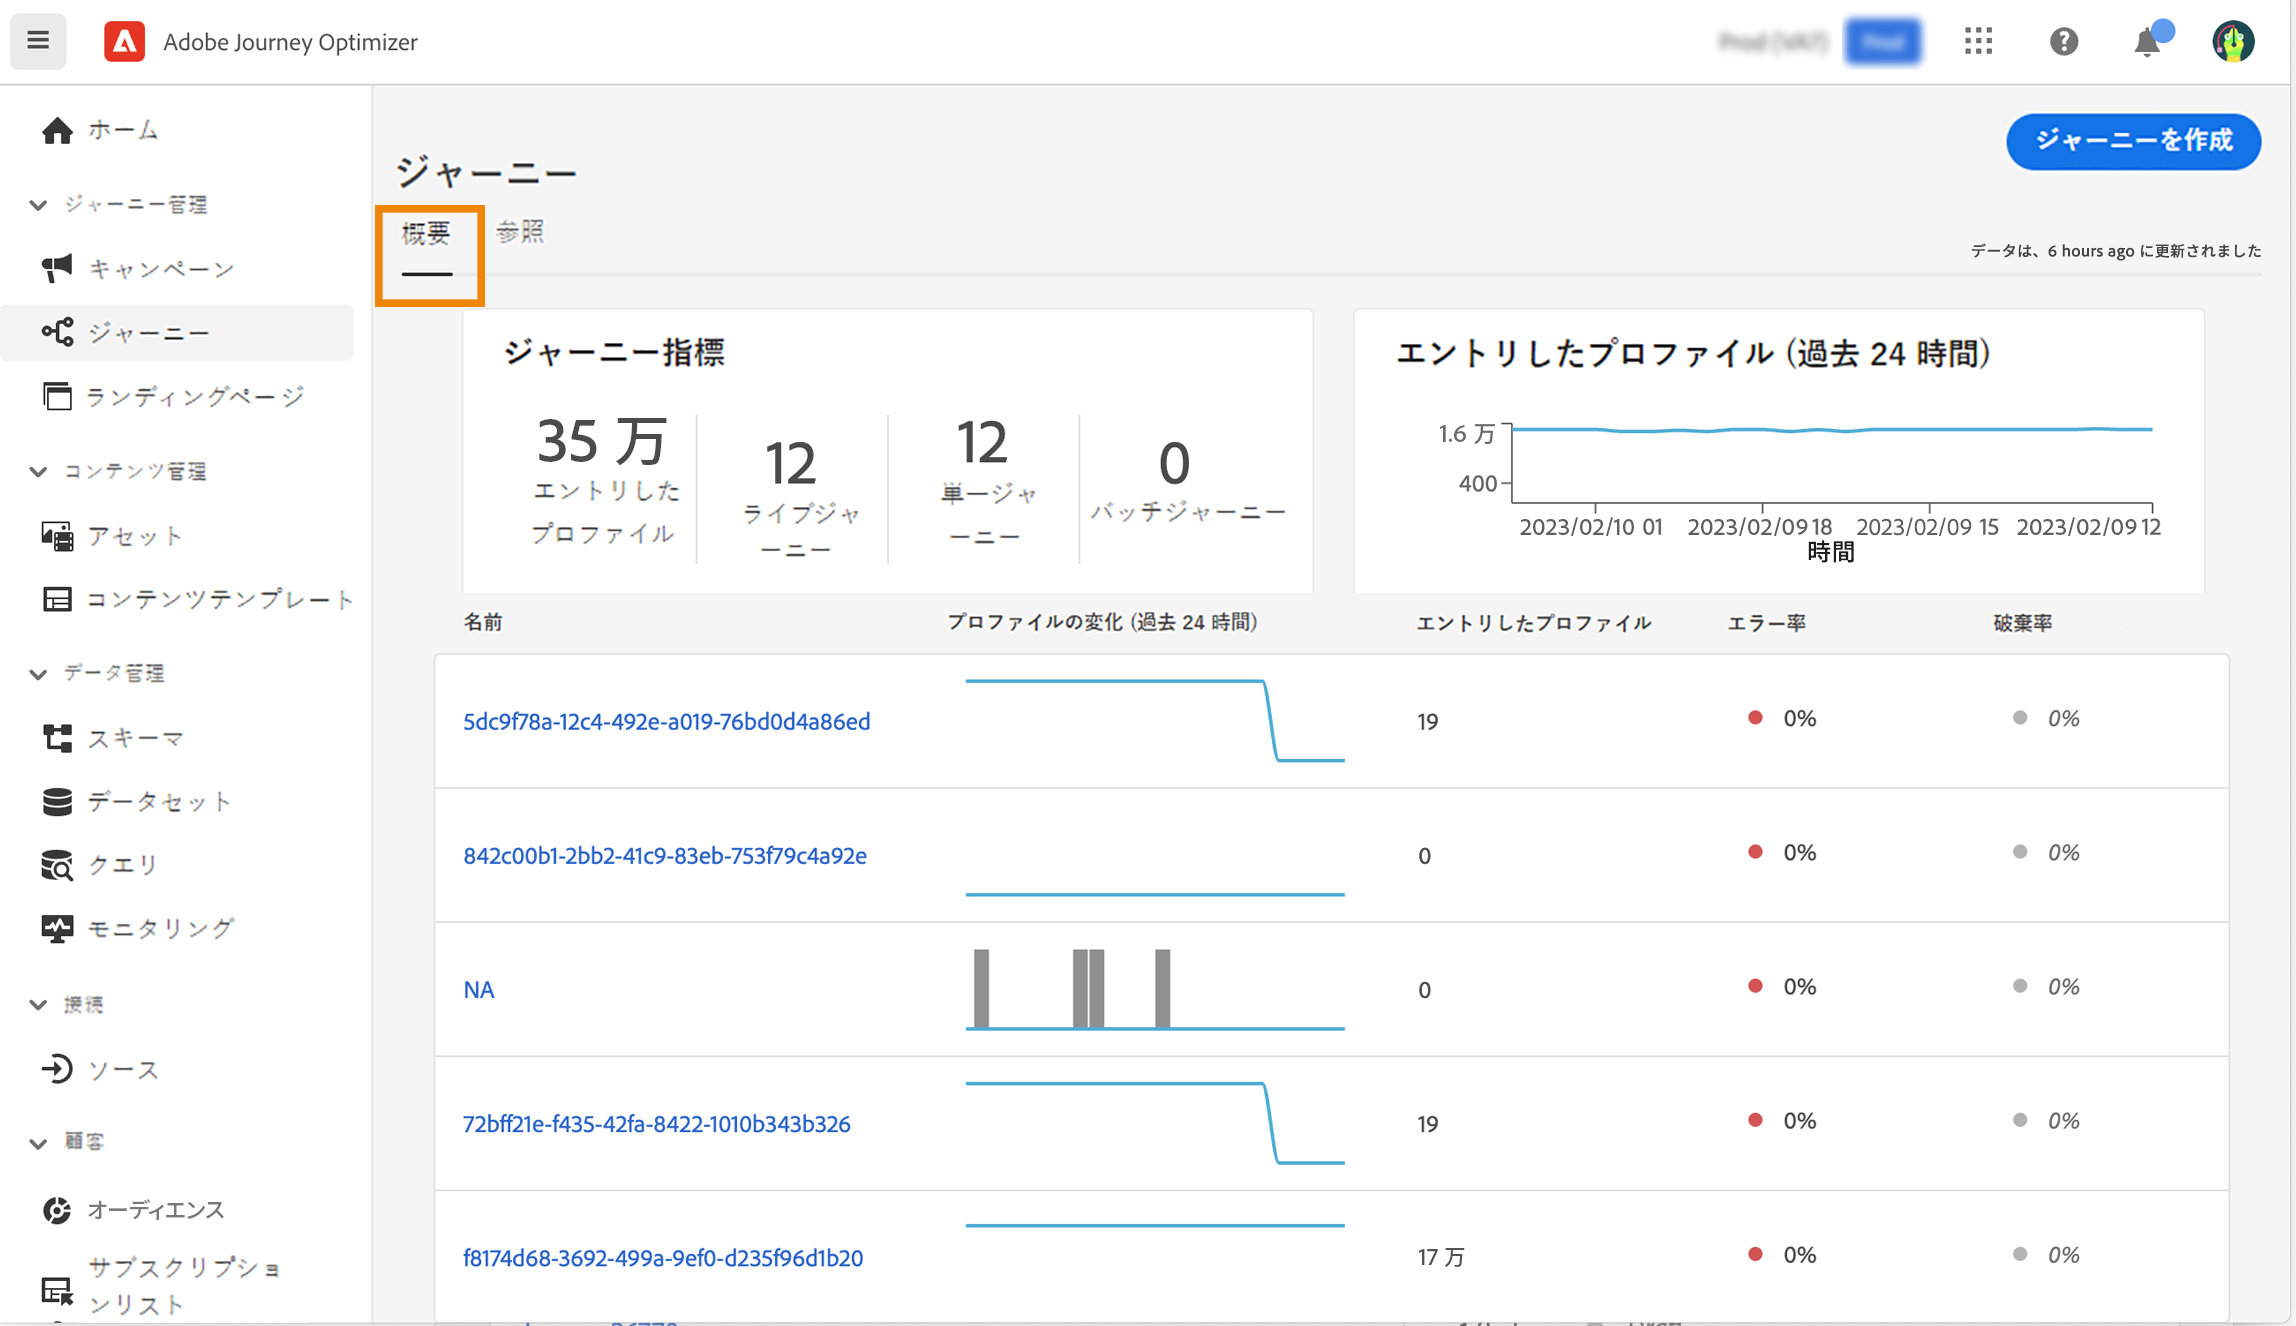 Adobe Journey Optimizer
ホーム
ジャーニー管理
キャンペーン
ジャーニー
ランディングページ
コンテンツ管理
アセット
コンテンツテンプレート
データ管理
スキーマ
データセット
クエリ
モニタリング
接続
ソース
顧客
オーディエンス
サブスクリプショ
ンリスト
ジャーニーを作成
ジャーニー
概要 参照
データは、6 hours ago に更新されました
ジャーニー指標
35 万
エントリした
プロファイル
12
ライブジャ
ーニー
12
単一ジャ
ーニー
0
バッチジャーニー
エントリしたプロファイル (過去 24 時間)
1.6 万
400
2023/02/10 01 2023/02/09 18 2023/02/09 15 2023/02/09 12
時間
名前 プロファイルの変化 (過去 24 時間) エントリしたプロファイル エラー率 破棄率
5dc9f78a-12c4-492e-a019-76bd0d4a86ed 19 0% 0%
842c00b1-2bb2-41c9-83eb-753f79c4a92e 0 0% 0%
NA 0 0% 0%
72bff21e-f435-42fa-8422-1010b343b326 19 0% 0%
f8174d68-3692-499a-9ef0-d235f96d1b20 17 万 0% 0%